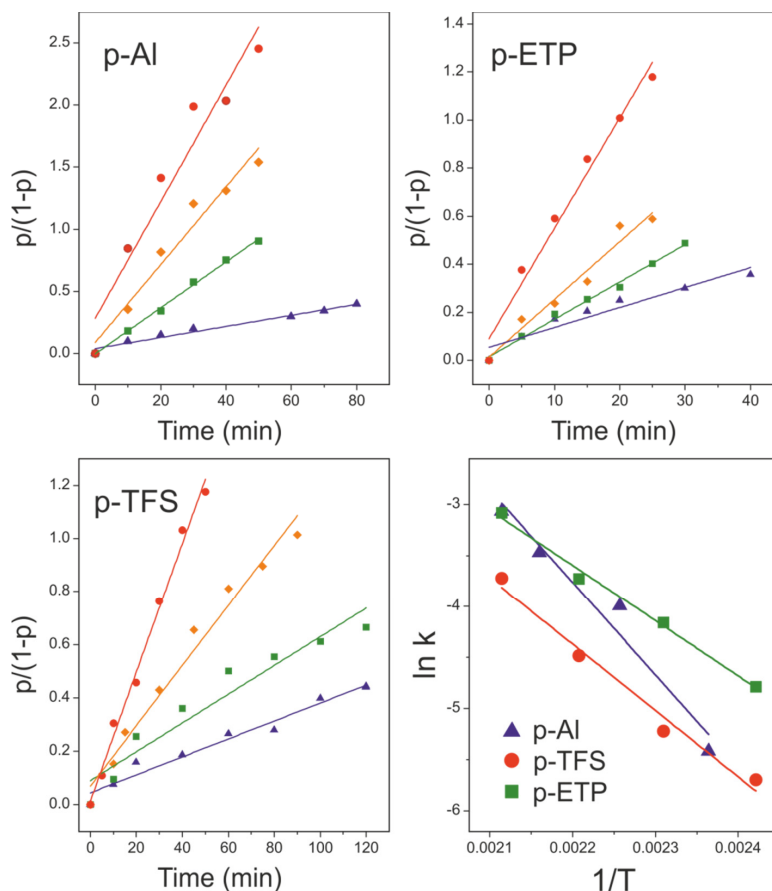 p-Al
p/(1-p)
2.5
2.0
1.5
1.0
0.5
0.0
0 20 40 60 80
Time (min)
p-ETP
p/(1-p)
1.4
1.2
1.0
0.8
0.6
0.4
0.2
0.0
0 10 20 30 40
Time (min)
p-TFS
p/(1-p)
1.2
1.0
0.8
0.6
0.4
0.2
0.0
0 20 40 60 80 100 120
Time (min)
ln k
-3
-4
-5
-6
p-Al
p-TFS
p-ETP
0.0021 0.0022 0.0023 0.0024
1/T